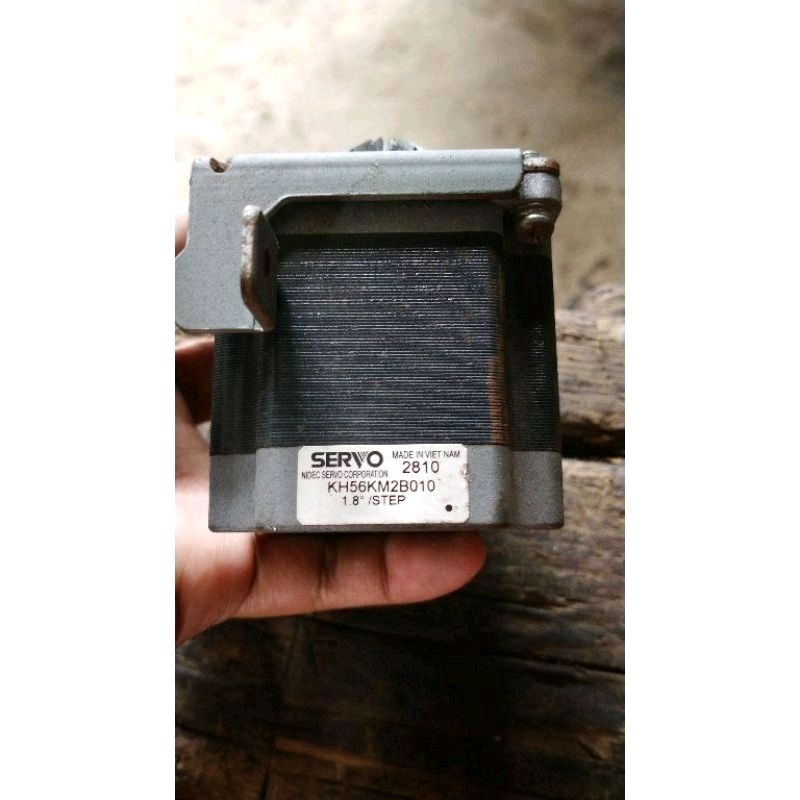 SERVO MADE IN VIET NAM
NIDEC SERVO CORPORATION 2810
KH56KM2B010
1.8° /STEP